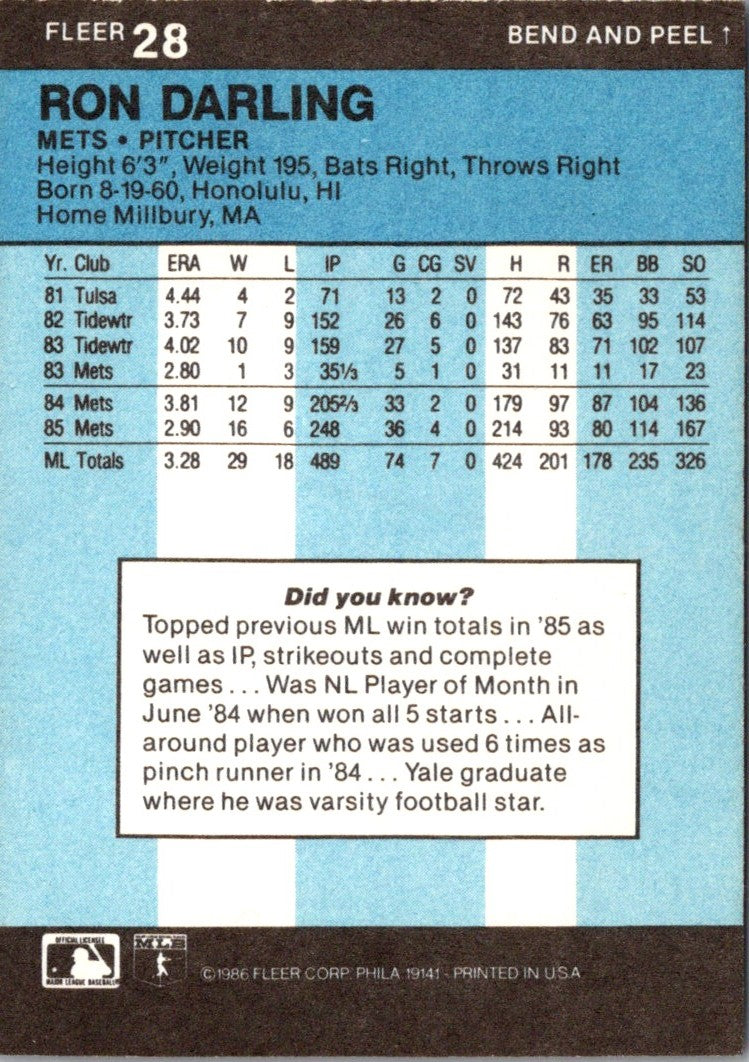 FLEER 28 BEND AND PEEL ↑
RON DARLING
METS • PITCHER
Height 6'3", Weight 195, Bats Right, Throws Right
Born 8-19-60, Honolulu, HI
Home Millbury, MA
Yr. Club ERA W L IP G CG SV H R ER BB SO
81 Tulsa 4.44 4 2 71 13 2 0 72 43 35 33 53
82 Tidewtr 3.73 7 9 152 26 6 0 143 76 63 95 114
83 Tidewtr 4.02 10 9 159 27 5 0 137 83 71 102 107
83 Mets 2.80 1 3 35⅓ 5 1 0 31 11 11 17 23
84 Mets 3.81 12 9 205⅔ 33 2 0 179 97 87 104 136
85 Mets 2.90 16 6 248 36 4 0 214 93 80 114 167
ML Totals 3.28 29 18 489 74 7 0 424 201 178 235 326
Did you know?
Topped previous ML win totals in '85 as
well as IP, strikeouts and complete
games . . . Was NL Player of Month in
June '84 when won all 5 starts . . . All-
around player who was used 6 times as
pinch runner in '84 . . . Yale graduate
where he was varsity football star.
OFFICIAL LICENSEE
MAJOR LEAGUE BASEBALL
©1986 FLEER CORP. PHILA. 19141 - PRINTED IN U.S.A